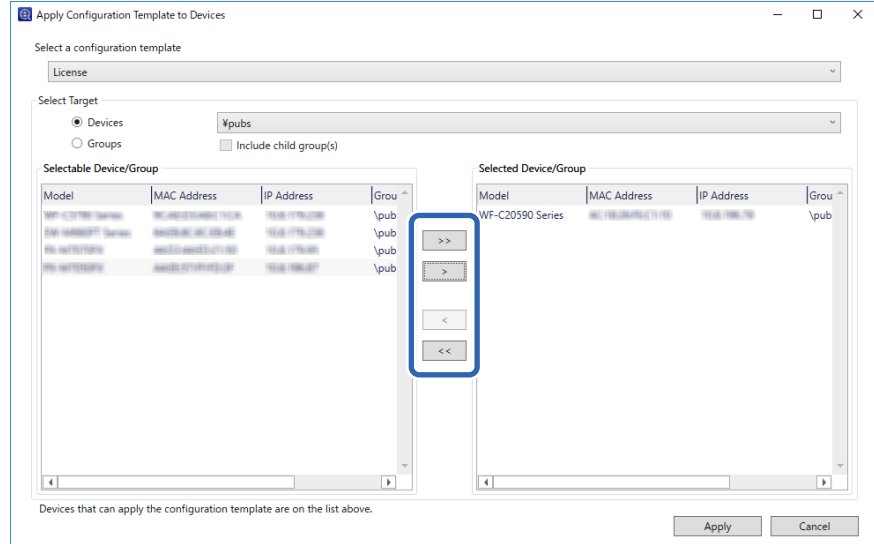 Apply Configuration Template to Devices
Select a configuration template
License
Select Target
Devices
¥pubs
Groups
Include child group(s)
Selectable Device/Group
Selected Device/Group
Model MAC Address IP Address Grou
Model MAC Address IP Address Grou
\pub
\pub
\pub
\pub
WF-C20590 Series \pub
>>
>
<
<<
Devices that can apply the configuration template are on the list above.
Apply Cancel